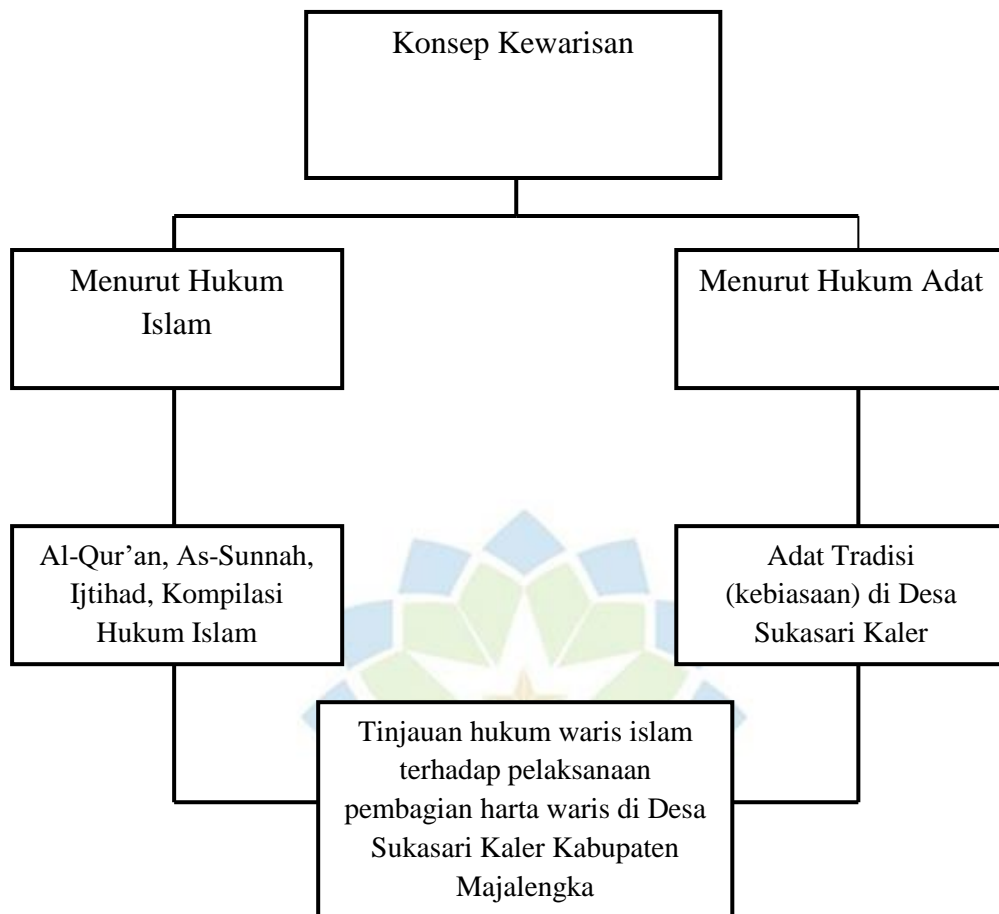 Konsep Kewarisan
Menurut Hukum
Islam
Menurut Hukum Adat
Al-Qur’an, As-Sunnah,
Ijtihad, Kompilasi
Hukum Islam
Adat Tradisi
(kebiasaan) di Desa
Sukasari Kaler
Tinjauan hukum waris islam
terhadap pelaksanaan
pembagian harta waris di Desa
Sukasari Kaler Kabupaten
Majalengka